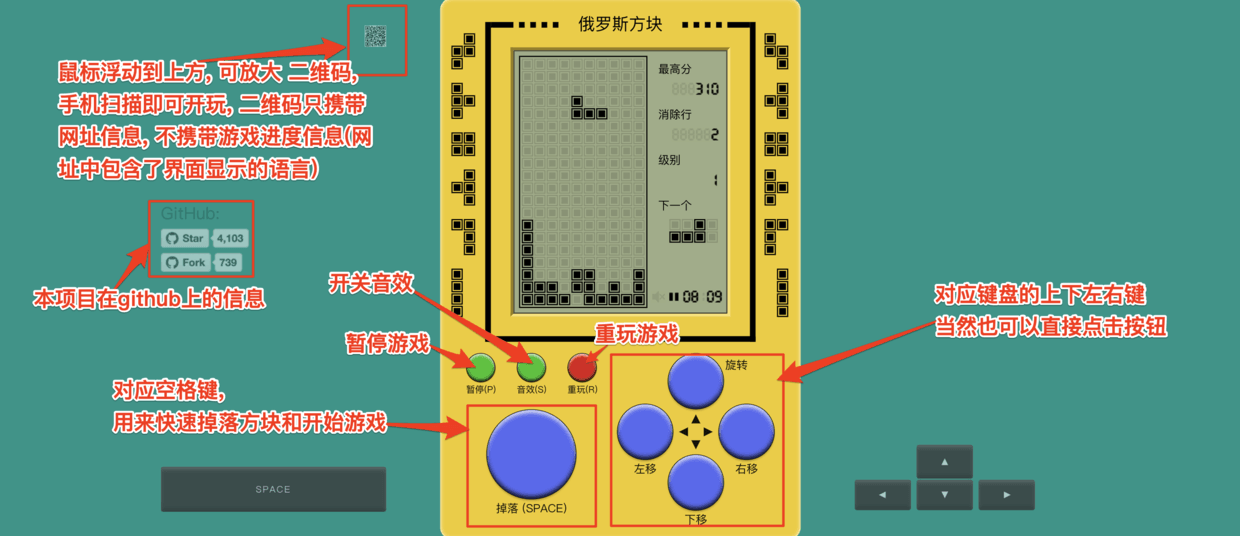 俄罗斯方块
鼠标浮动到上方, 可放大 二维码,
手机扫描即可开玩, 二维码只携带
网址信息, 不携带游戏进度信息(网
址中包含了界面显示的语言)
GitHub:
Star 4,103
Fork 739
本项目在github上的信息
最高分
310
消除行
2
级别
1
下一个
08:09
开关音效
暂停游戏
重玩游戏
对应键盘的上下左右键
当然也可以直接点击按钮
暂停(P) 音效(S) 重玩(R)
旋转
对应空格键,
用来快速掉落方块和开始游戏
左移 右移
掉落 (SPACE)
下移
SPACE